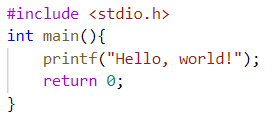 #include <stdio.h>
int main(){
    printf("Hello, world!");
    return 0;
}